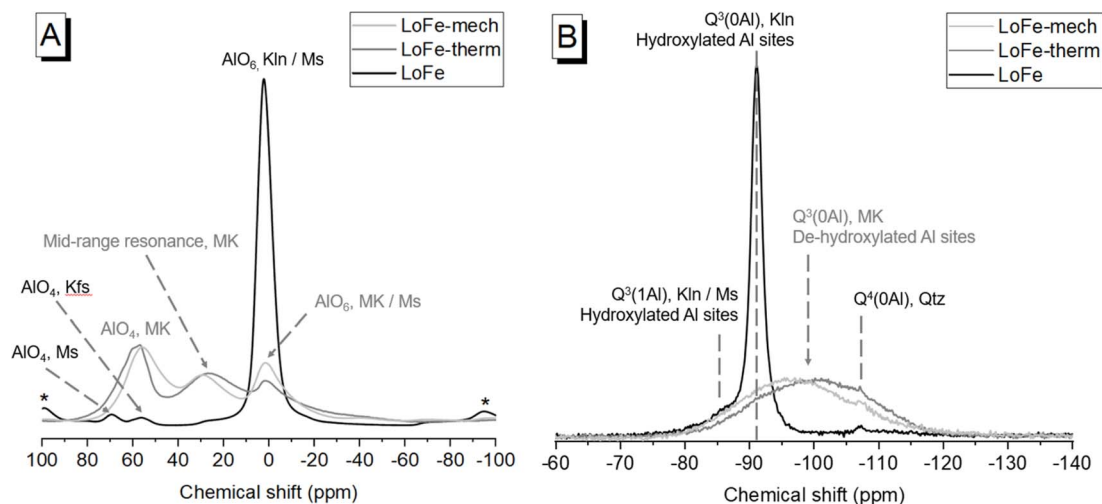 A
LoFe-mech
LoFe-therm
LoFe
AlO₆, Kln / Ms
Mid-range resonance, MK
AlO₄, Kfs
AlO₄, MK
AlO₄, Ms
AlO₆, MK / Ms
*
*
100 80 60 40 20 0 -20 -40 -60 -80 -100
Chemical shift (ppm)
B
Q³(0Al), Kln
Hydroxylated Al sites
LoFe-mech
LoFe-therm
LoFe
Q³(0Al), MK
De-hydroxylated Al sites
Q³(1Al), Kln / Ms
Hydroxylated Al sites
Q⁴(0Al), Qtz
-60 -70 -80 -90 -100 -110 -120 -130 -140
Chemical shift (ppm)